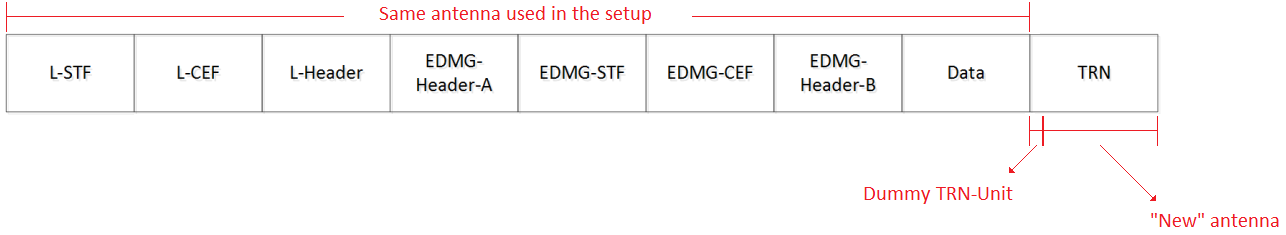 Same antenna used in the setup
L-STF
L-CEF
L-Header
EDMG-
Header-A
EDMG-STF
EDMG-CEF
EDMG-
Header-B
Data
TRN
Dummy TRN-Unit
"New" antenna